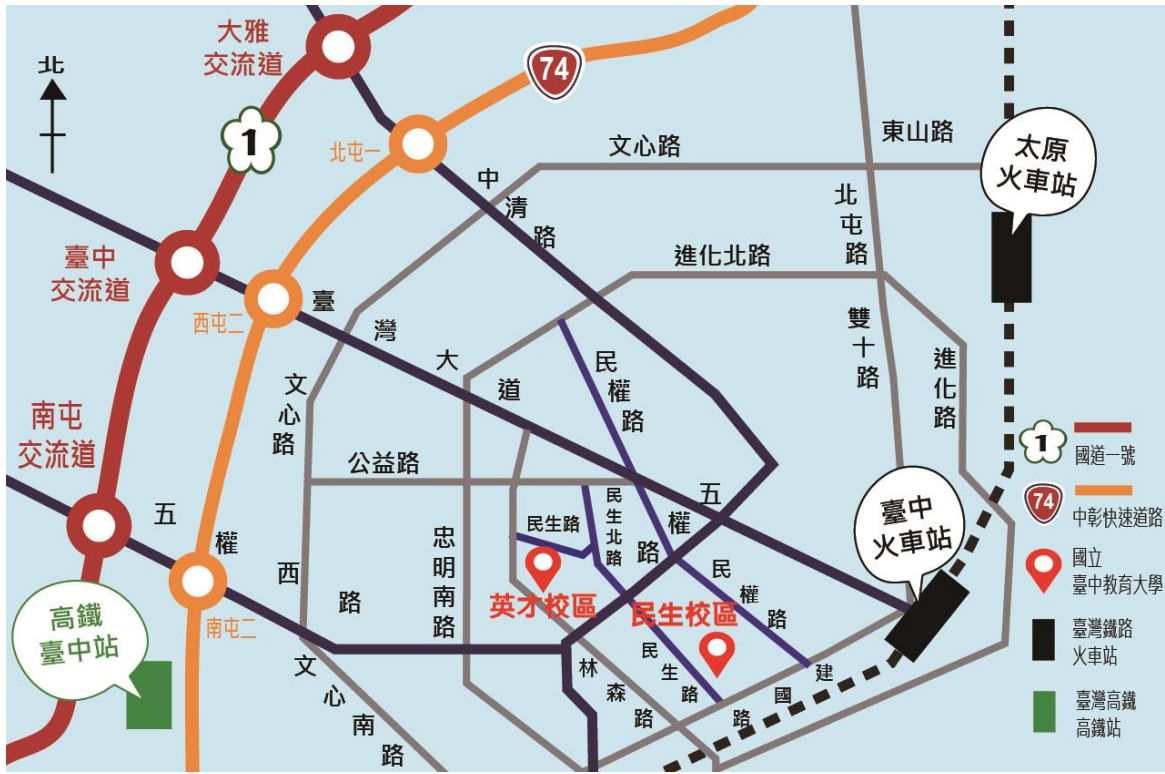 大雅
交流道
北
1
74
北屯一
文心路
東山路
太原
火車站
中清路
北屯路
進化北路
臺中
交流道
西屯二
臺灣大道
民權路
雙十路
進化路
文心路
南屯
交流道
公益路
五權西路
五權路
民生路
民生北路
忠明南路
英才校區
民生校區
民權路
臺中
火車站
高鐵
臺中站
南屯二
文心南路
林森路
民生路
建國路
1
國道一號
74
中彰快速道路
國立
臺中教育大學
臺灣鐵路
火車站
臺灣高鐵
高鐵站